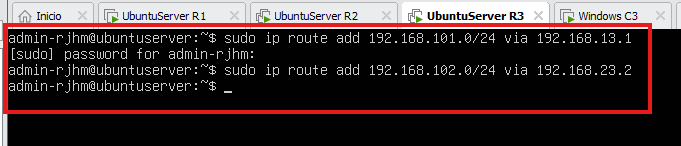 Inicio
UbuntuServer R1
UbuntuServer R2
UbuntuServer R3
Windows C3
admin-rjhm@ubuntuserver:~$ sudo ip route add 192.168.101.0/24 via 192.168.13.1
[sudo] password for admin-rjhm:
admin-rjhm@ubuntuserver:~$ sudo ip route add 192.168.102.0/24 via 192.168.23.2
admin-rjhm@ubuntuserver:~$ _